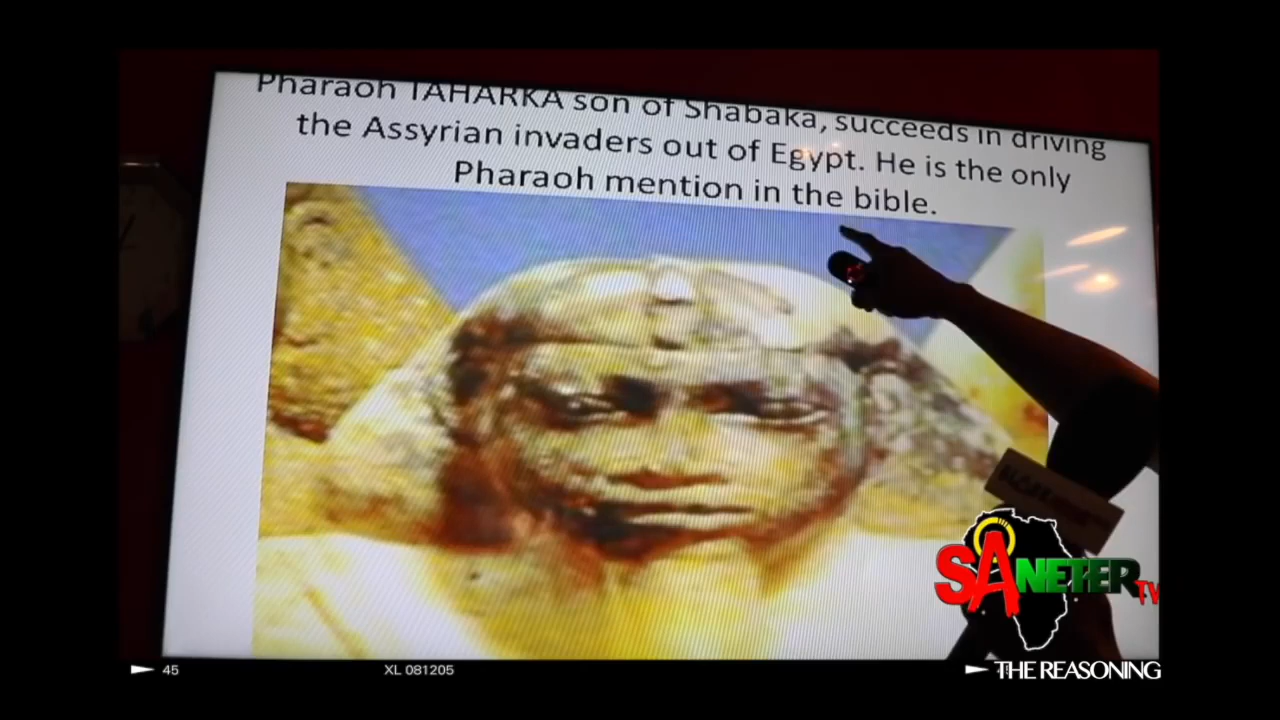 Pharaoh TAHARKA son of Shabaka, succeeds in driving
the Assyrian invaders out of Egypt. He is the only
Pharaoh mention in the bible.
SANETER TV
45
XL 081205
THE REASONING